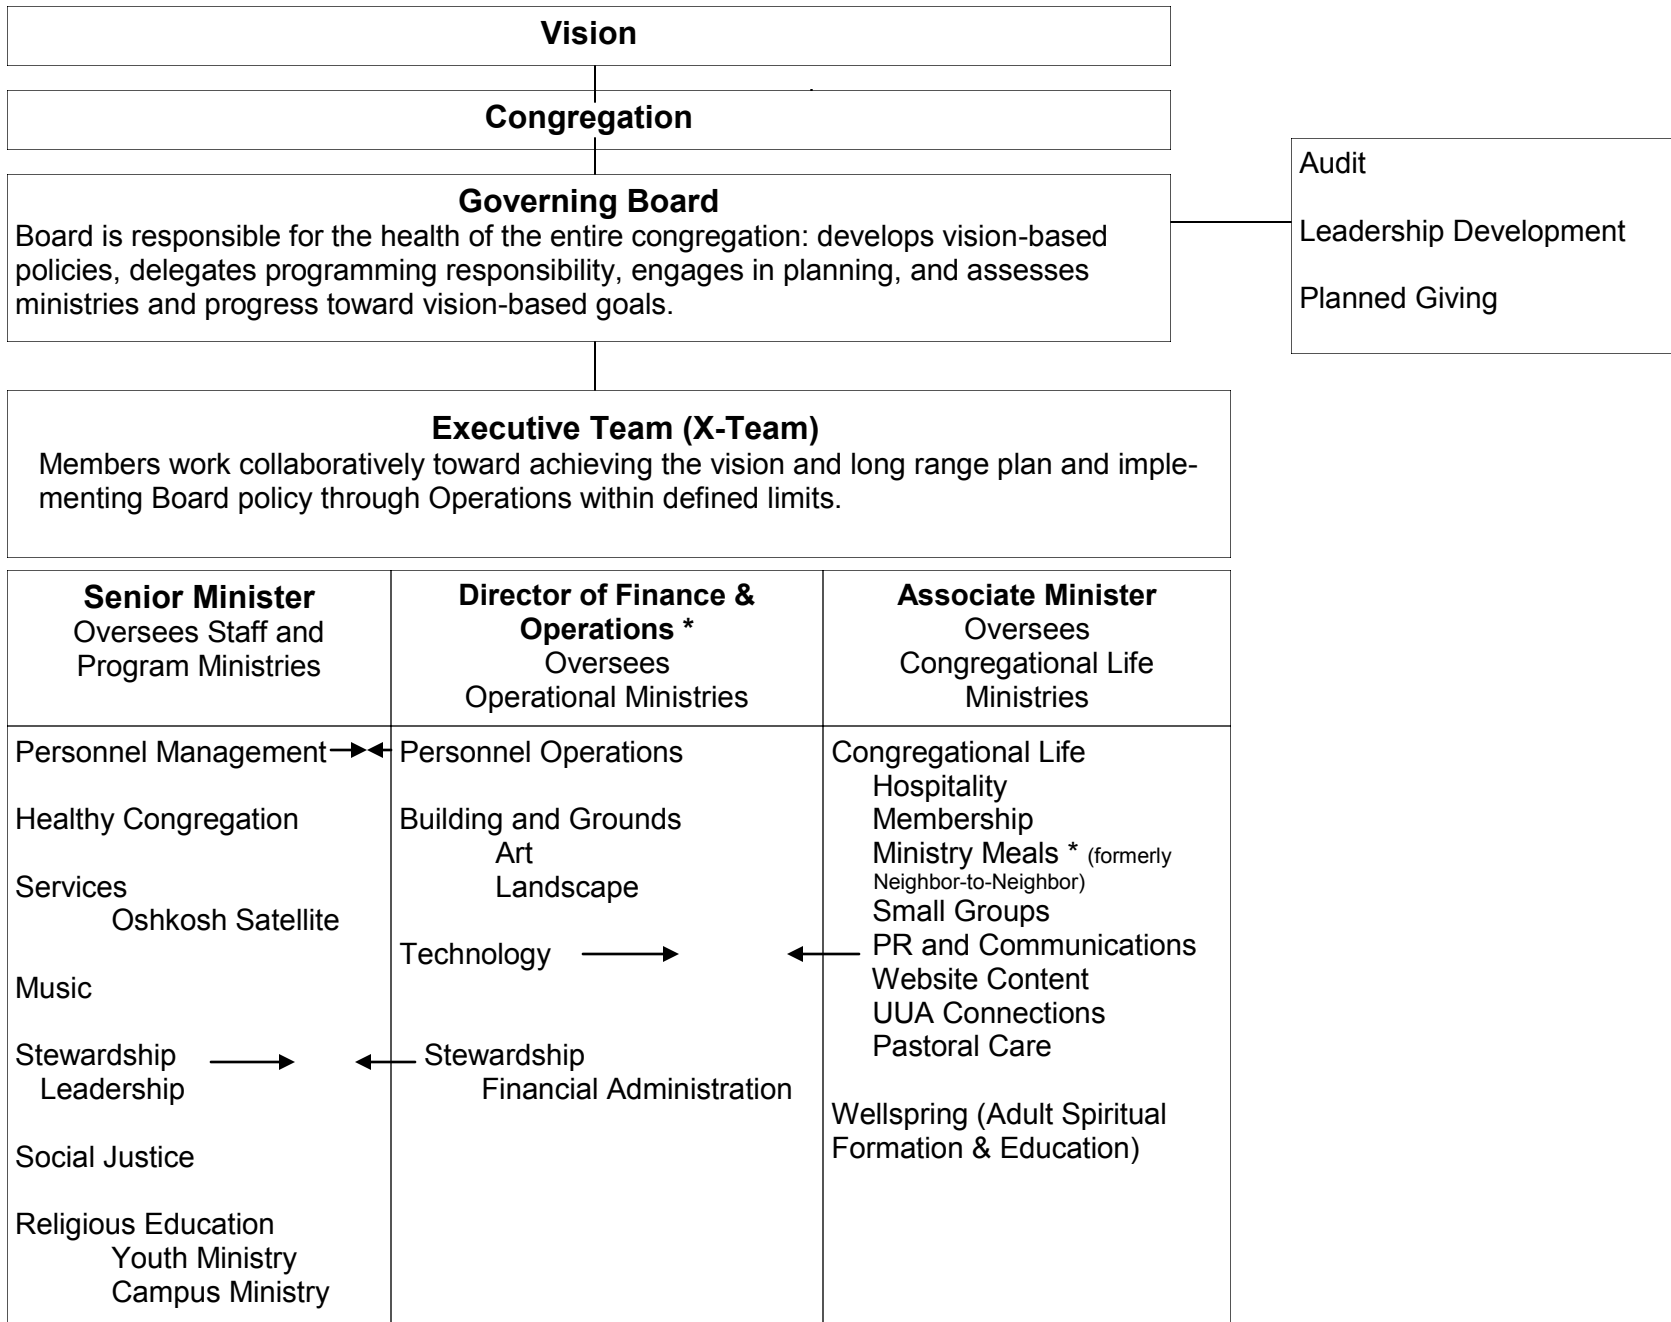 Vision
Congregation
Governing Board
Board is responsible for the health of the entire congregation: develops vision-based
policies, delegates programming responsibility, engages in planning, and assesses
ministries and progress toward vision-based goals.
Audit
Leadership Development
Planned Giving
Executive Team (X-Team)
Members work collaboratively toward achieving the vision and long range plan and imple-
menting Board policy through Operations within defined limits.
Senior Minister
Oversees Staff and
Program Ministries
Director of Finance &
Operations *
Oversees
Operational Ministries
Associate Minister
Oversees
Congregational Life
Ministries
Personnel Management
Healthy Congregation
Services
Oshkosh Satellite
Music
Stewardship
Leadership
Social Justice
Religious Education
Youth Ministry
Campus Ministry
Personnel Operations
Building and Grounds
Art
Landscape
Technology
Stewardship
Financial Administration
Congregational Life
Hospitality
Membership
Ministry Meals * (formerly
Neighbor-to-Neighbor)
Small Groups
PR and Communications
Website Content
UUA Connections
Pastoral Care
Wellspring (Adult Spiritual
Formation & Education)